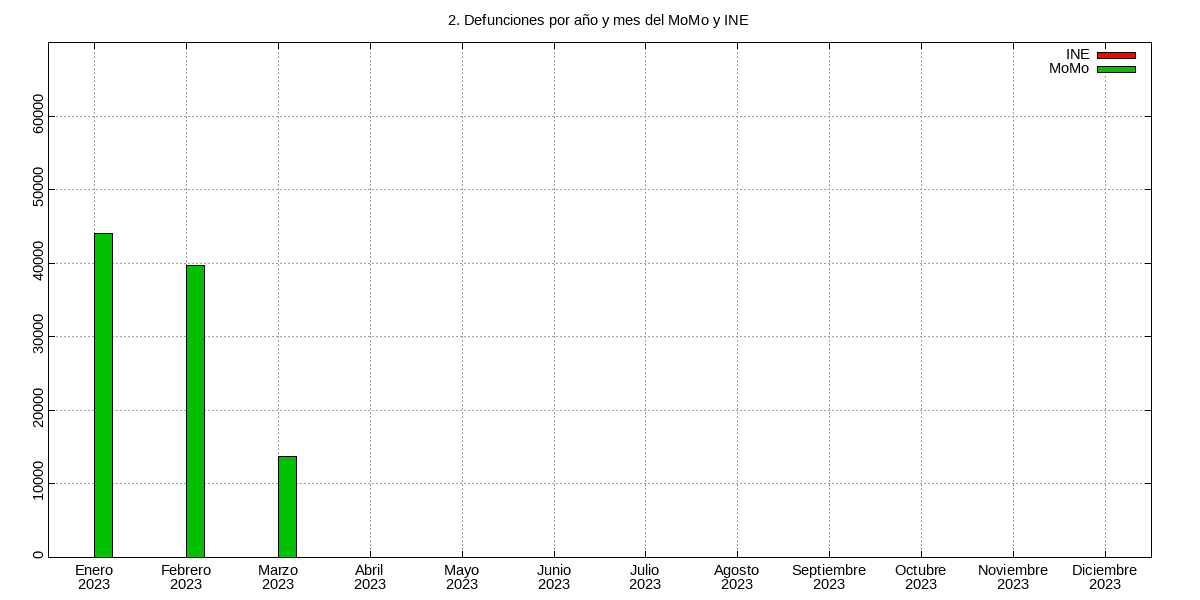 2. Defunciones por año y mes del MoMo y INE
INE
MoMo
60000
50000
40000
30000
20000
10000
0
Enero Febrero Marzo Abril Mayo Junio Julio Agosto Septiembre Octubre Noviembre Diciembre
2023 2023 2023 2023 2023 2023 2023 2023 2023 2023 2023 2023